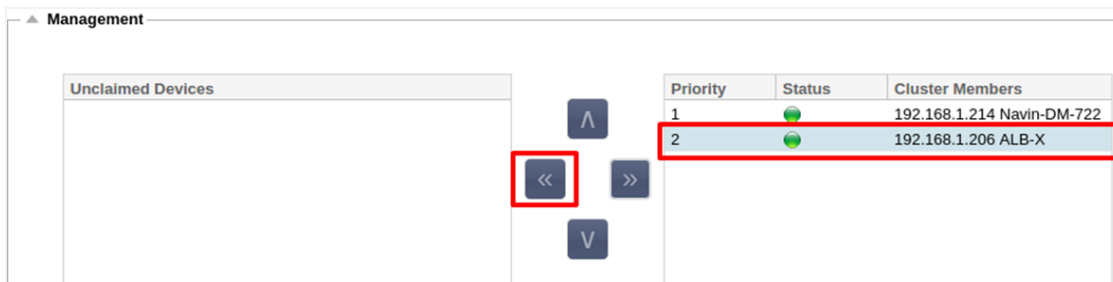 Management
Unclaimed Devices
Priority Status Cluster Members
1 192.168.1.214 Navin-DM-722
2 192.168.1.206 ALB-X